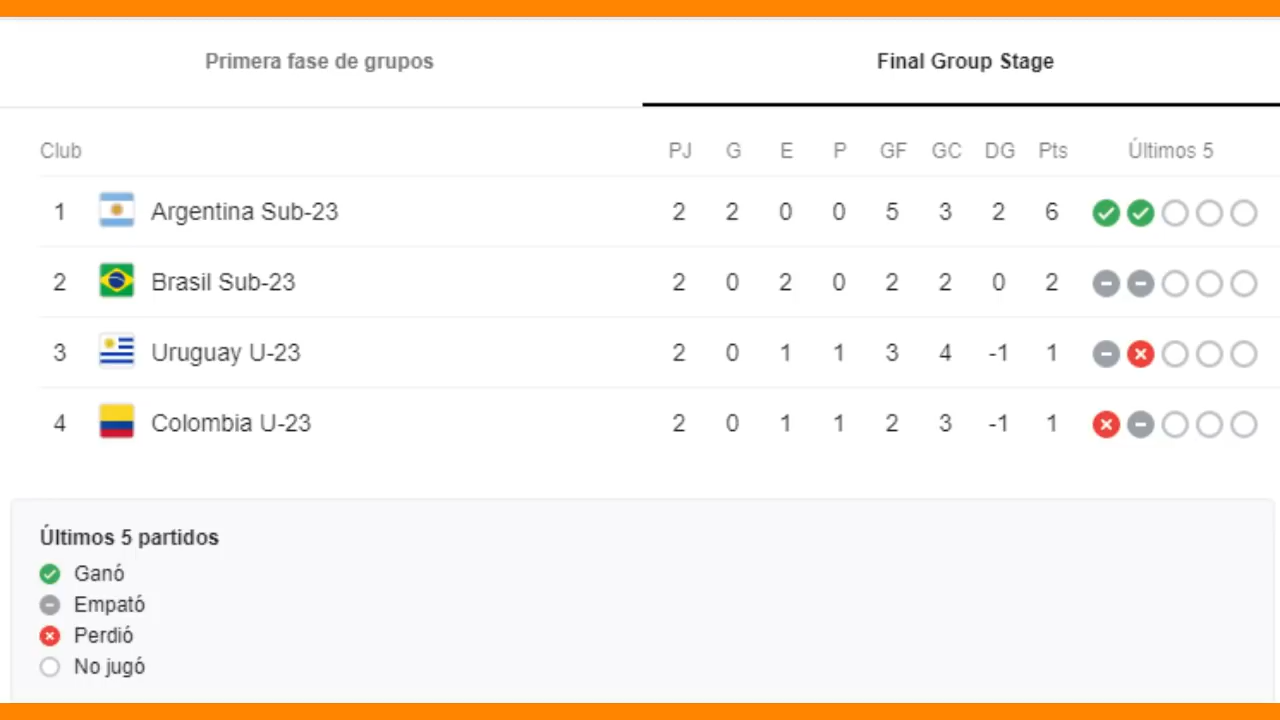 Primera fase de grupos Final Group Stage
Club PJ G E P GF GC DG Pts Últimos 5
1 Argentina Sub-23 2 2 0 0 5 3 2 6
2 Brasil Sub-23 2 0 2 0 2 2 0 2
3 Uruguay U-23 2 0 1 1 3 4 -1 1
4 Colombia U-23 2 0 1 1 2 3 -1 1
Últimos 5 partidos
Ganó
Empató
Perdió
No jugó